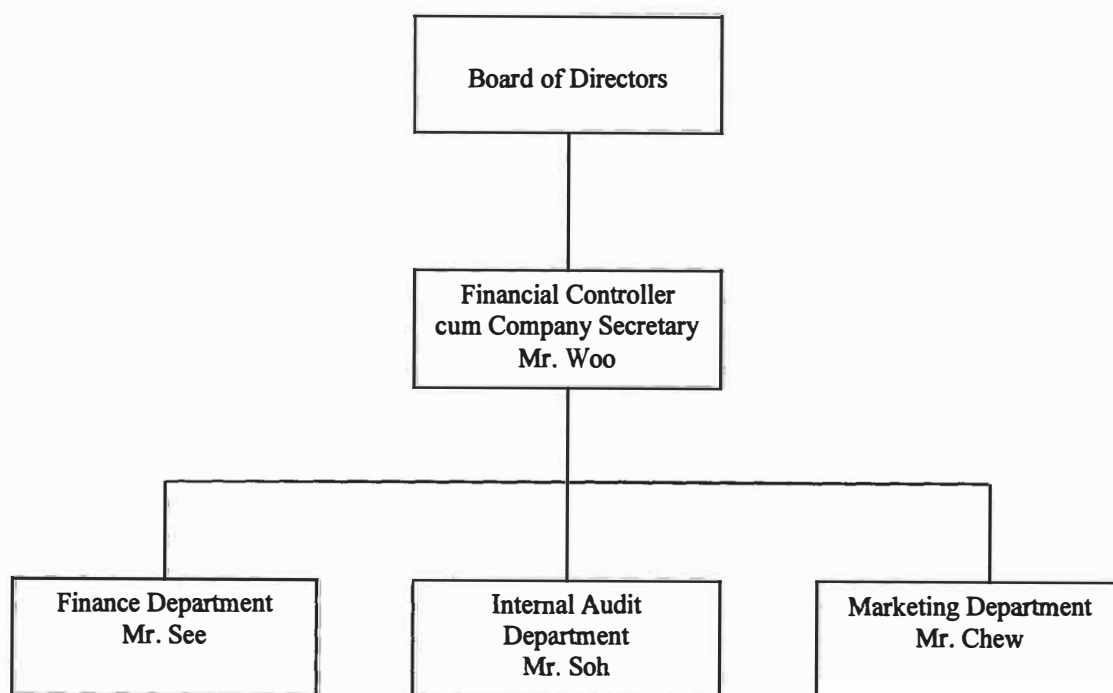 Board of Directors
Financial Controller
cum Company Secretary
Mr. Woo
Finance Department
Mr. See
Internal Audit
Department
Mr. Soh
Marketing Department
Mr. Chew